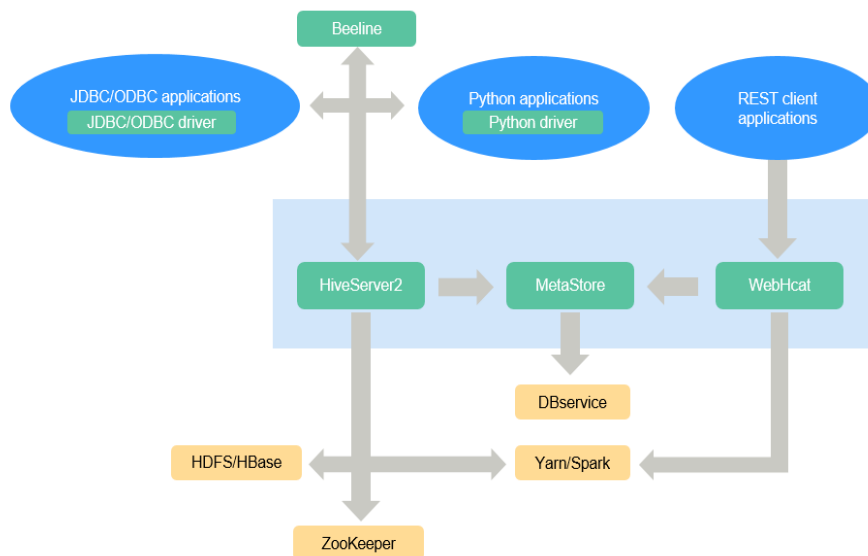 Beeline
JDBC/ODBC applications
JDBC/ODBC driver
Python applications
Python driver
REST client
applications
HiveServer2
MetaStore
WebHcat
DBservice
HDFS/HBase
Yarn/Spark
ZooKeeper